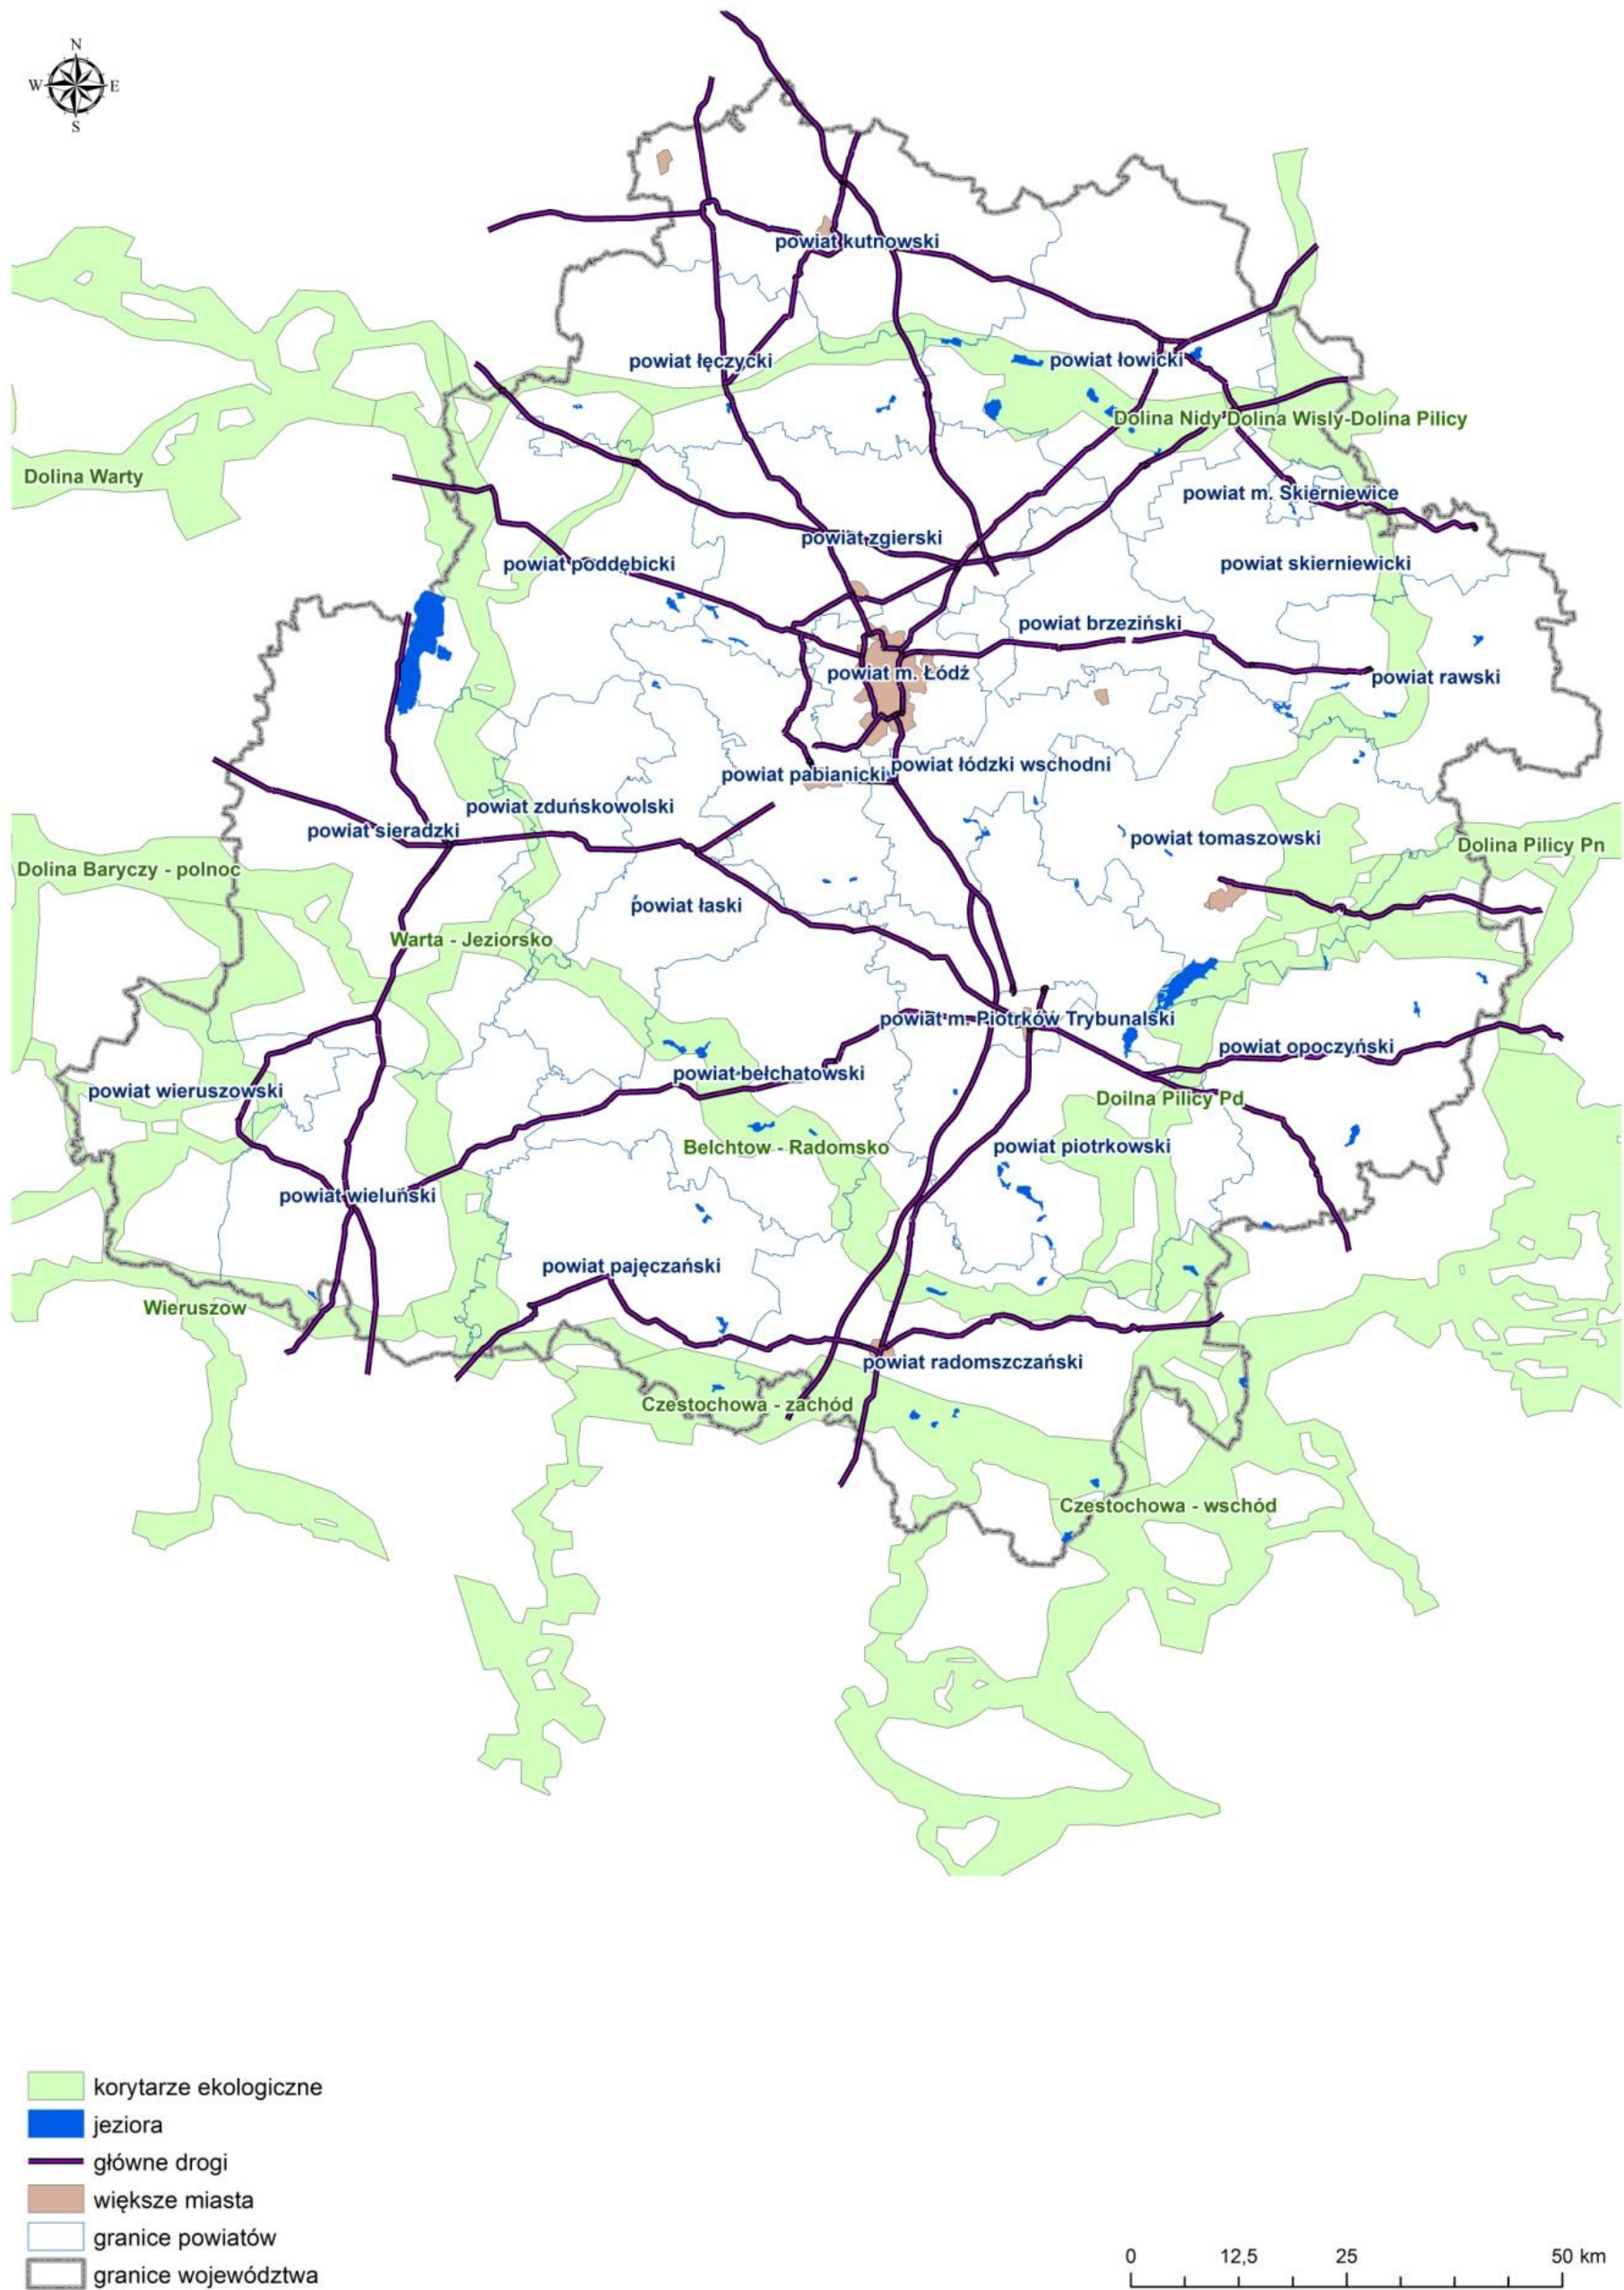 N
W E
S
powiat kutnowski
powiat łęczycki
powiat łowicki
Dolina Nidy Dolina Wisly-Dolina Pilicy
Dolina Warty
powiat m. Skierniewice
powiat zgierski
powiat poddębicki
powiat skierniewicki
powiat brzeziński
powiat m. Łódź
powiat rawski
powiat pabianicki
powiat łódzki wschodni
powiat zduńskowolski
powiat sieradzki
powiat tomaszowski
Dolina Pilicy Pn
Dolina Baryczy - polnoc
powiat łaski
Warta - Jeziorsko
powiat m. Piotrków Trybunalski
powiat opoczyński
powiat bełchatowski
powiat wieruszowski
Doilna Pilicy Pd
Belchtow - Radomsko
powiat piotrkowski
powiat wieluński
powiat pajęczański
Wieruszow
powiat radomszczański
Czestochowa - zachód
Czestochowa - wschód
korytarze ekologiczne
jeziora
główne drogi
większe miasta
granice powiatów
granice województwa
0 12,5 25 50 km